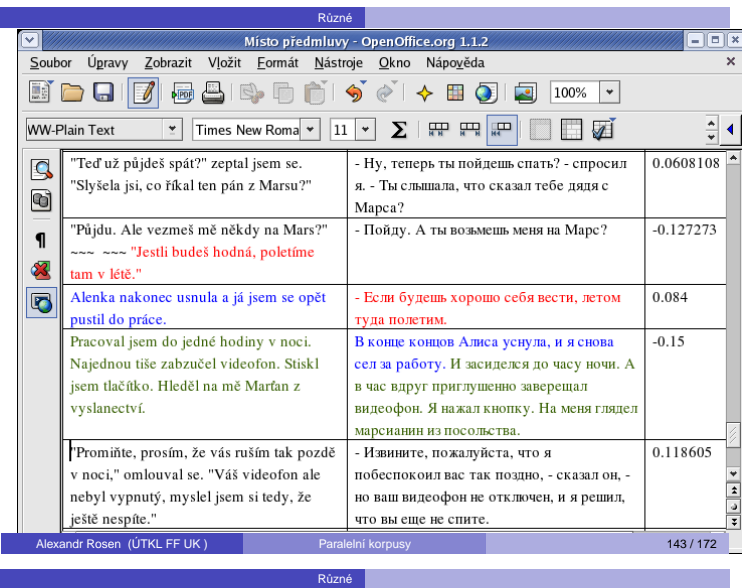 Různé
Místo předmluvy - OpenOffice.org 1.1.2
Soubor Úpravy Zobrazit Vložit Formát Nástroje Okno Nápověda
100%
WW-Plain Text Times New Roma 11
"Teď už půjdeš spát?" zeptal jsem se.
"Slyšela jsi, co říkal ten pán z Marsu?"
- Ну, теперь ты пойдешь спать? - спросил
я. - Ты слышала, что сказал тебе дядя с
Марса?
0.0608108
"Půjdu. Ale vezmeš mě někdy na Mars?"
~~~ ~~~ "Jestli budeš hodná, poletíme
tam v létě."
- Пойду. А ты возьмешь меня на Марс?
-0.127273
Alenka nakonec usnula a já jsem se opět
pustil do práce.
- Если будешь хорошо себя вести, летом
туда полетим.
0.084
Pracoval jsem do jedné hodiny v noci.
Najednou tiše zabzučel videofon. Stiskl
jsem tlačítko. Hleděl na mě Marťan z
vyslanectví.
В конце концов Алиса уснула, и я снова
сел за работу. И засиделся до часу ночи. А
в час вдруг приглушенно заверещал
видеофон. Я нажал кнопку. На меня глядел
марсианин из посольства.
-0.15
"Promiňte, prosím, že vás ruším tak pozdě
v noci," omlouval se. "Váš videofon ale
nebyl vypnutý, myslel jsem si tedy, že
ještě nespíte."
- Извините, пожалуйста, что я
побеспокоил вас так поздно, - сказал он, -
но ваш видеофон не отключен, и я решил,
что вы еще не спите.
0.118605
Alexandr Rosen (ÚTKL FF UK ) Paralelní korpusy 143 / 172
Různé